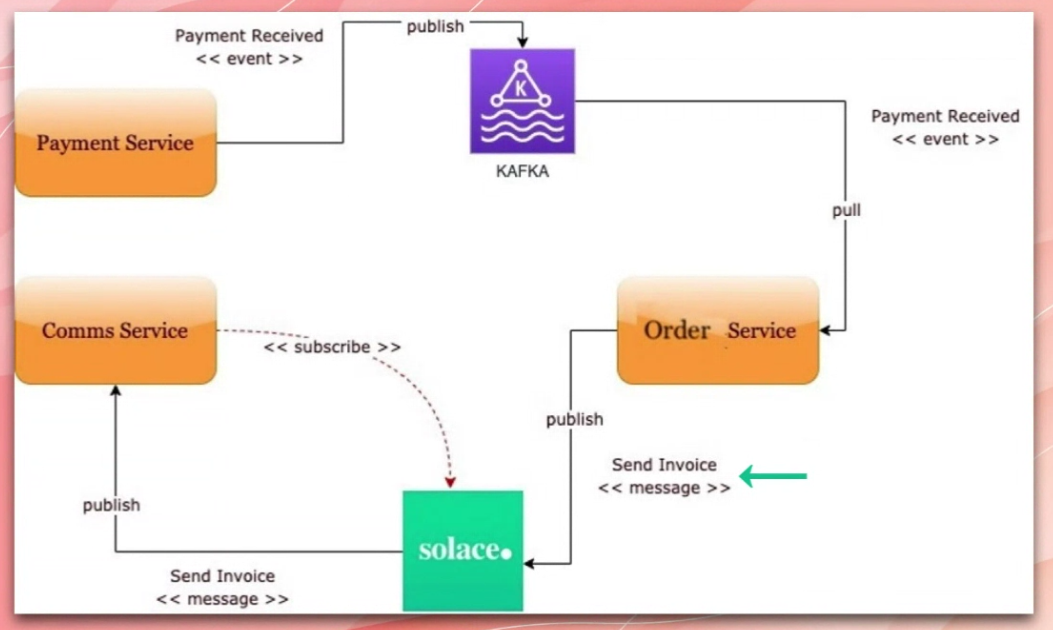 Payment Received
<< event >>
publish
Payment Service
K
KAFKA
Payment Received
<< event >>
pull
Comms Service
<< subscribe >>
Order Service
publish
Send Invoice
<< message >>
publish
solace.
Send Invoice
<< message >>